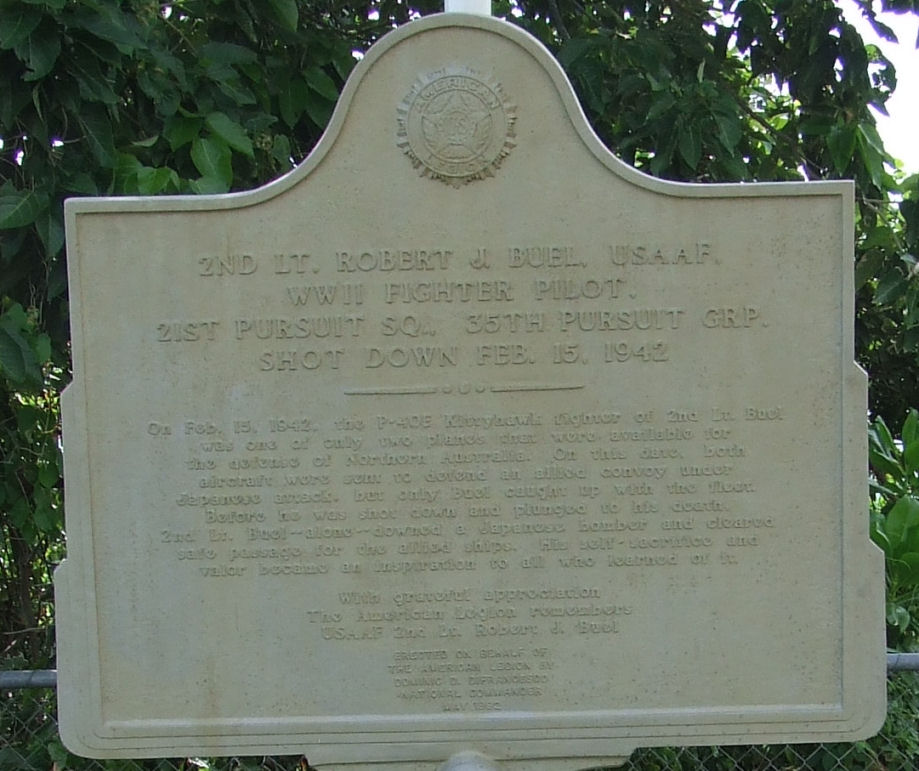 AMERICAN
2ND LT. ROBERT J. BUEL, USAAF,
WWII FIGHTER PILOT,
21ST PURSUIT SQ., 35TH PURSUIT GRP.
SHOT DOWN FEB. 15, 1942
On Feb. 15, 1942, the P-40E Kittyhawk fighter of 2nd Lt. Buel
was one of only two planes that were available for
the defense of Northern Australia. On this date, both
aircraft were sent to defend an allied convoy under
Japanese attack, but only Buel caught up with the fleet.
Before he was shot down and plunged to his death,
2nd Lt. Buel--alone--downed a Japanese bomber and cleared
safe passage for the allied ships. His self-sacrifice and
valor became an inspiration to all who learned of it.
With grateful appreciation
The American Legion remembers
USAAF 2nd Lt. Robert J. Buel
ERECTED ON BEHALF OF
THE AMERICAN LEGION BY
DOMINIC D. DIFRANCESCO
NATIONAL COMMANDER
MAY 1992